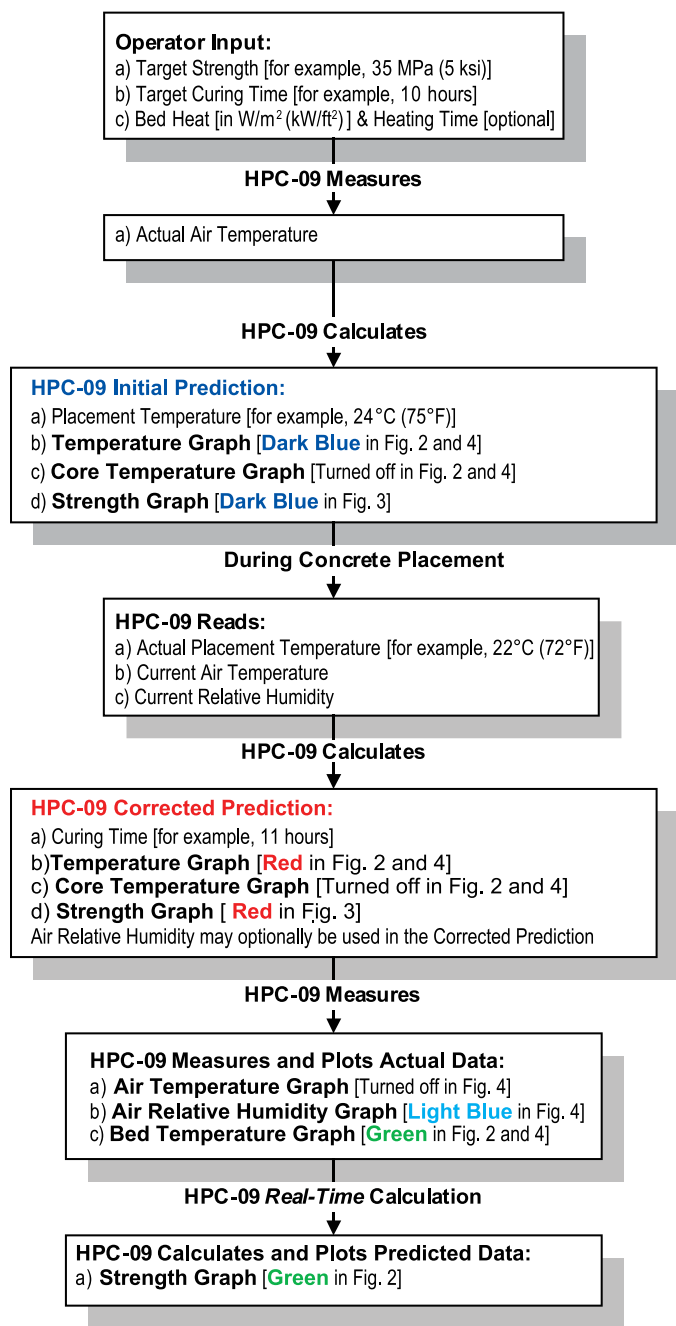 Operator Input:
a) Target Strength [for example, 35 MPa (5 ksi)]
b) Target Curing Time [for example, 10 hours]
c) Bed Heat [in W/m² (kW/ft²) ] & Heating Time [optional]
HPC-09 Measures
a) Actual Air Temperature
HPC-09 Calculates
HPC-09 Initial Prediction:
a) Placement Temperature [for example, 24°C (75°F)]
b) Temperature Graph [Dark Blue in Fig. 2 and 4]
c) Core Temperature Graph [Turned off in Fig. 2 and 4]
d) Strength Graph [Dark Blue in Fig. 3]
During Concrete Placement
HPC-09 Reads:
a) Actual Placement Temperature [for example, 22°C (72°F)]
b) Current Air Temperature
c) Current Relative Humidity
HPC-09 Calculates
HPC-09 Corrected Prediction:
a) Curing Time [for example, 11 hours]
b)Temperature Graph [Red in Fig. 2 and 4]
c) Core Temperature Graph [Turned off in Fig. 2 and 4]
d) Strength Graph [ Red in Fig. 3]
Air Relative Humidity may optionally be used in the Corrected Prediction
HPC-09 Measures
HPC-09 Measures and Plots Actual Data:
a) Air Temperature Graph [Turned off in Fig. 4]
b) Air Relative Humidity Graph [Light Blue in Fig. 4]
c) Bed Temperature Graph [Green in Fig. 2 and 4]
HPC-09 Real-Time Calculation
HPC-09 Calculates and Plots Predicted Data:
a) Strength Graph [Green in Fig. 2]